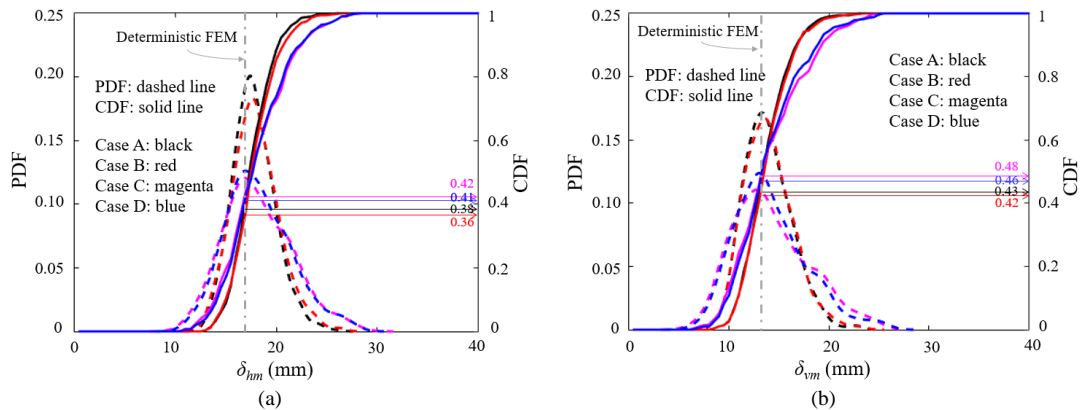 0.25
0.20
0.15
0.10
0.05
0
PDF
Deterministic FEM
PDF: dashed line
CDF: solid line
Case A: black
Case B: red
Case C: magenta
Case D: blue
0.42
0.41
0.38
0.36
1
0.8
0.6
0.4
0.2
0
CDF
0 10 20 30 40
δhm (mm)
(a)
0.25
0.20
0.15
0.10
0.05
0
PDF
Deterministic FEM
PDF: dashed line
CDF: solid line
Case A: black
Case B: red
Case C: magenta
Case D: blue
0.48
0.46
0.43
0.42
1
0.8
0.6
0.4
0.2
0
CDF
0 10 20 30 40
δvm (mm)
(b)